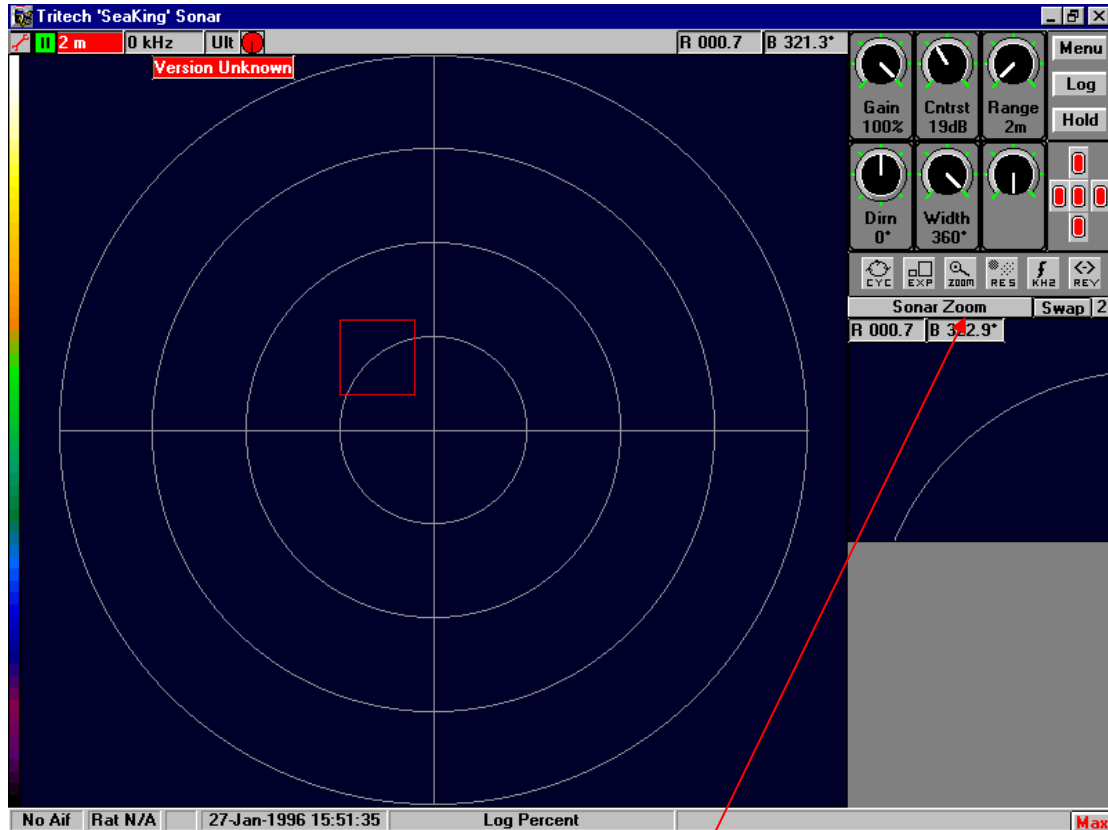 Tritech 'SeaKing' Sonar
2 m 0 kHz Ult R 000.7 B 321.3°
Version Unknown
Menu
Log
Hold
Gain Cntrst Range
100% 19dB 2m
Dirn Width
0° 360°
CYC EXP ZOOM RES KHZ REV
Sonar Zoom Swap 2
R 000.7 B 322.9°
No Aif Rat N/A 27-Jan-1996 15:51:35 Log Percent Max